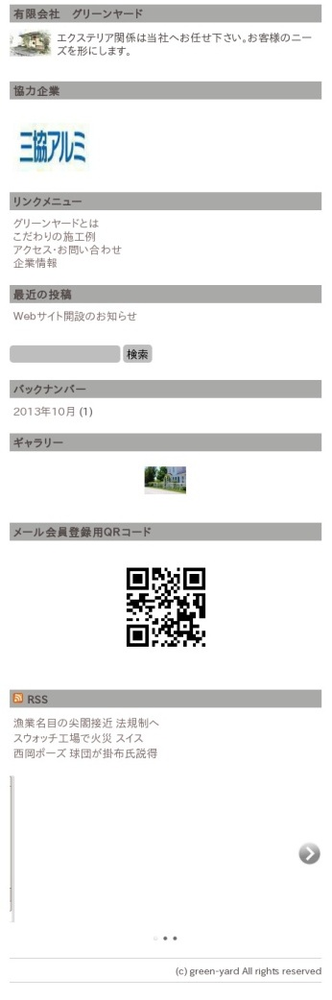 有限会社　グリーンヤード
エクステリア関係は当社へお任せ下さい。お客様のニー
ズを形にします。
協力企業
三協アルミ
リンクメニュー
グリーンヤードとは
こだわりの施工例
アクセス・お問い合わせ
企業情報
最近の投稿
Webサイト開設のお知らせ
検索
バックナンバー
2013年10月 (1)
ギャラリー
メール会員登録用QRコード
RSS
漁業名目の尖閣接近 法規制へ
スウォッチ工場で火災 スイス
西岡ポーズ 球団が掛布氏説得
(c) green-yard All rights reserved